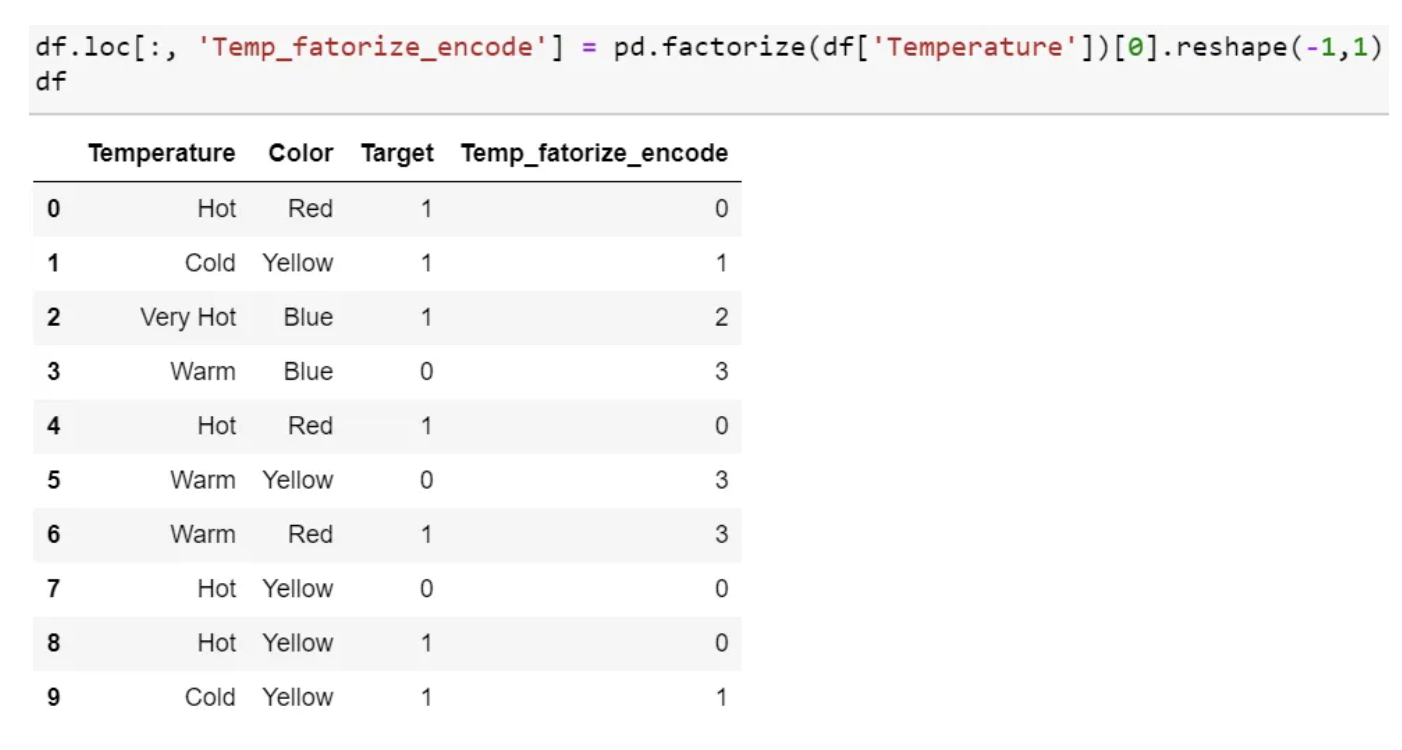 df.loc[:, 'Temp_fatorize_encode'] = pd.factorize(df['Temperature'])[0].reshape(-1,1)
df
Temperature Color Target Temp_fatorize_encode
0 Hot Red 1 0
1 Cold Yellow 1 1
2 Very Hot Blue 1 2
3 Warm Blue 0 3
4 Hot Red 1 0
5 Warm Yellow 0 3
6 Warm Red 1 3
7 Hot Yellow 0 0
8 Hot Yellow 1 0
9 Cold Yellow 1 1